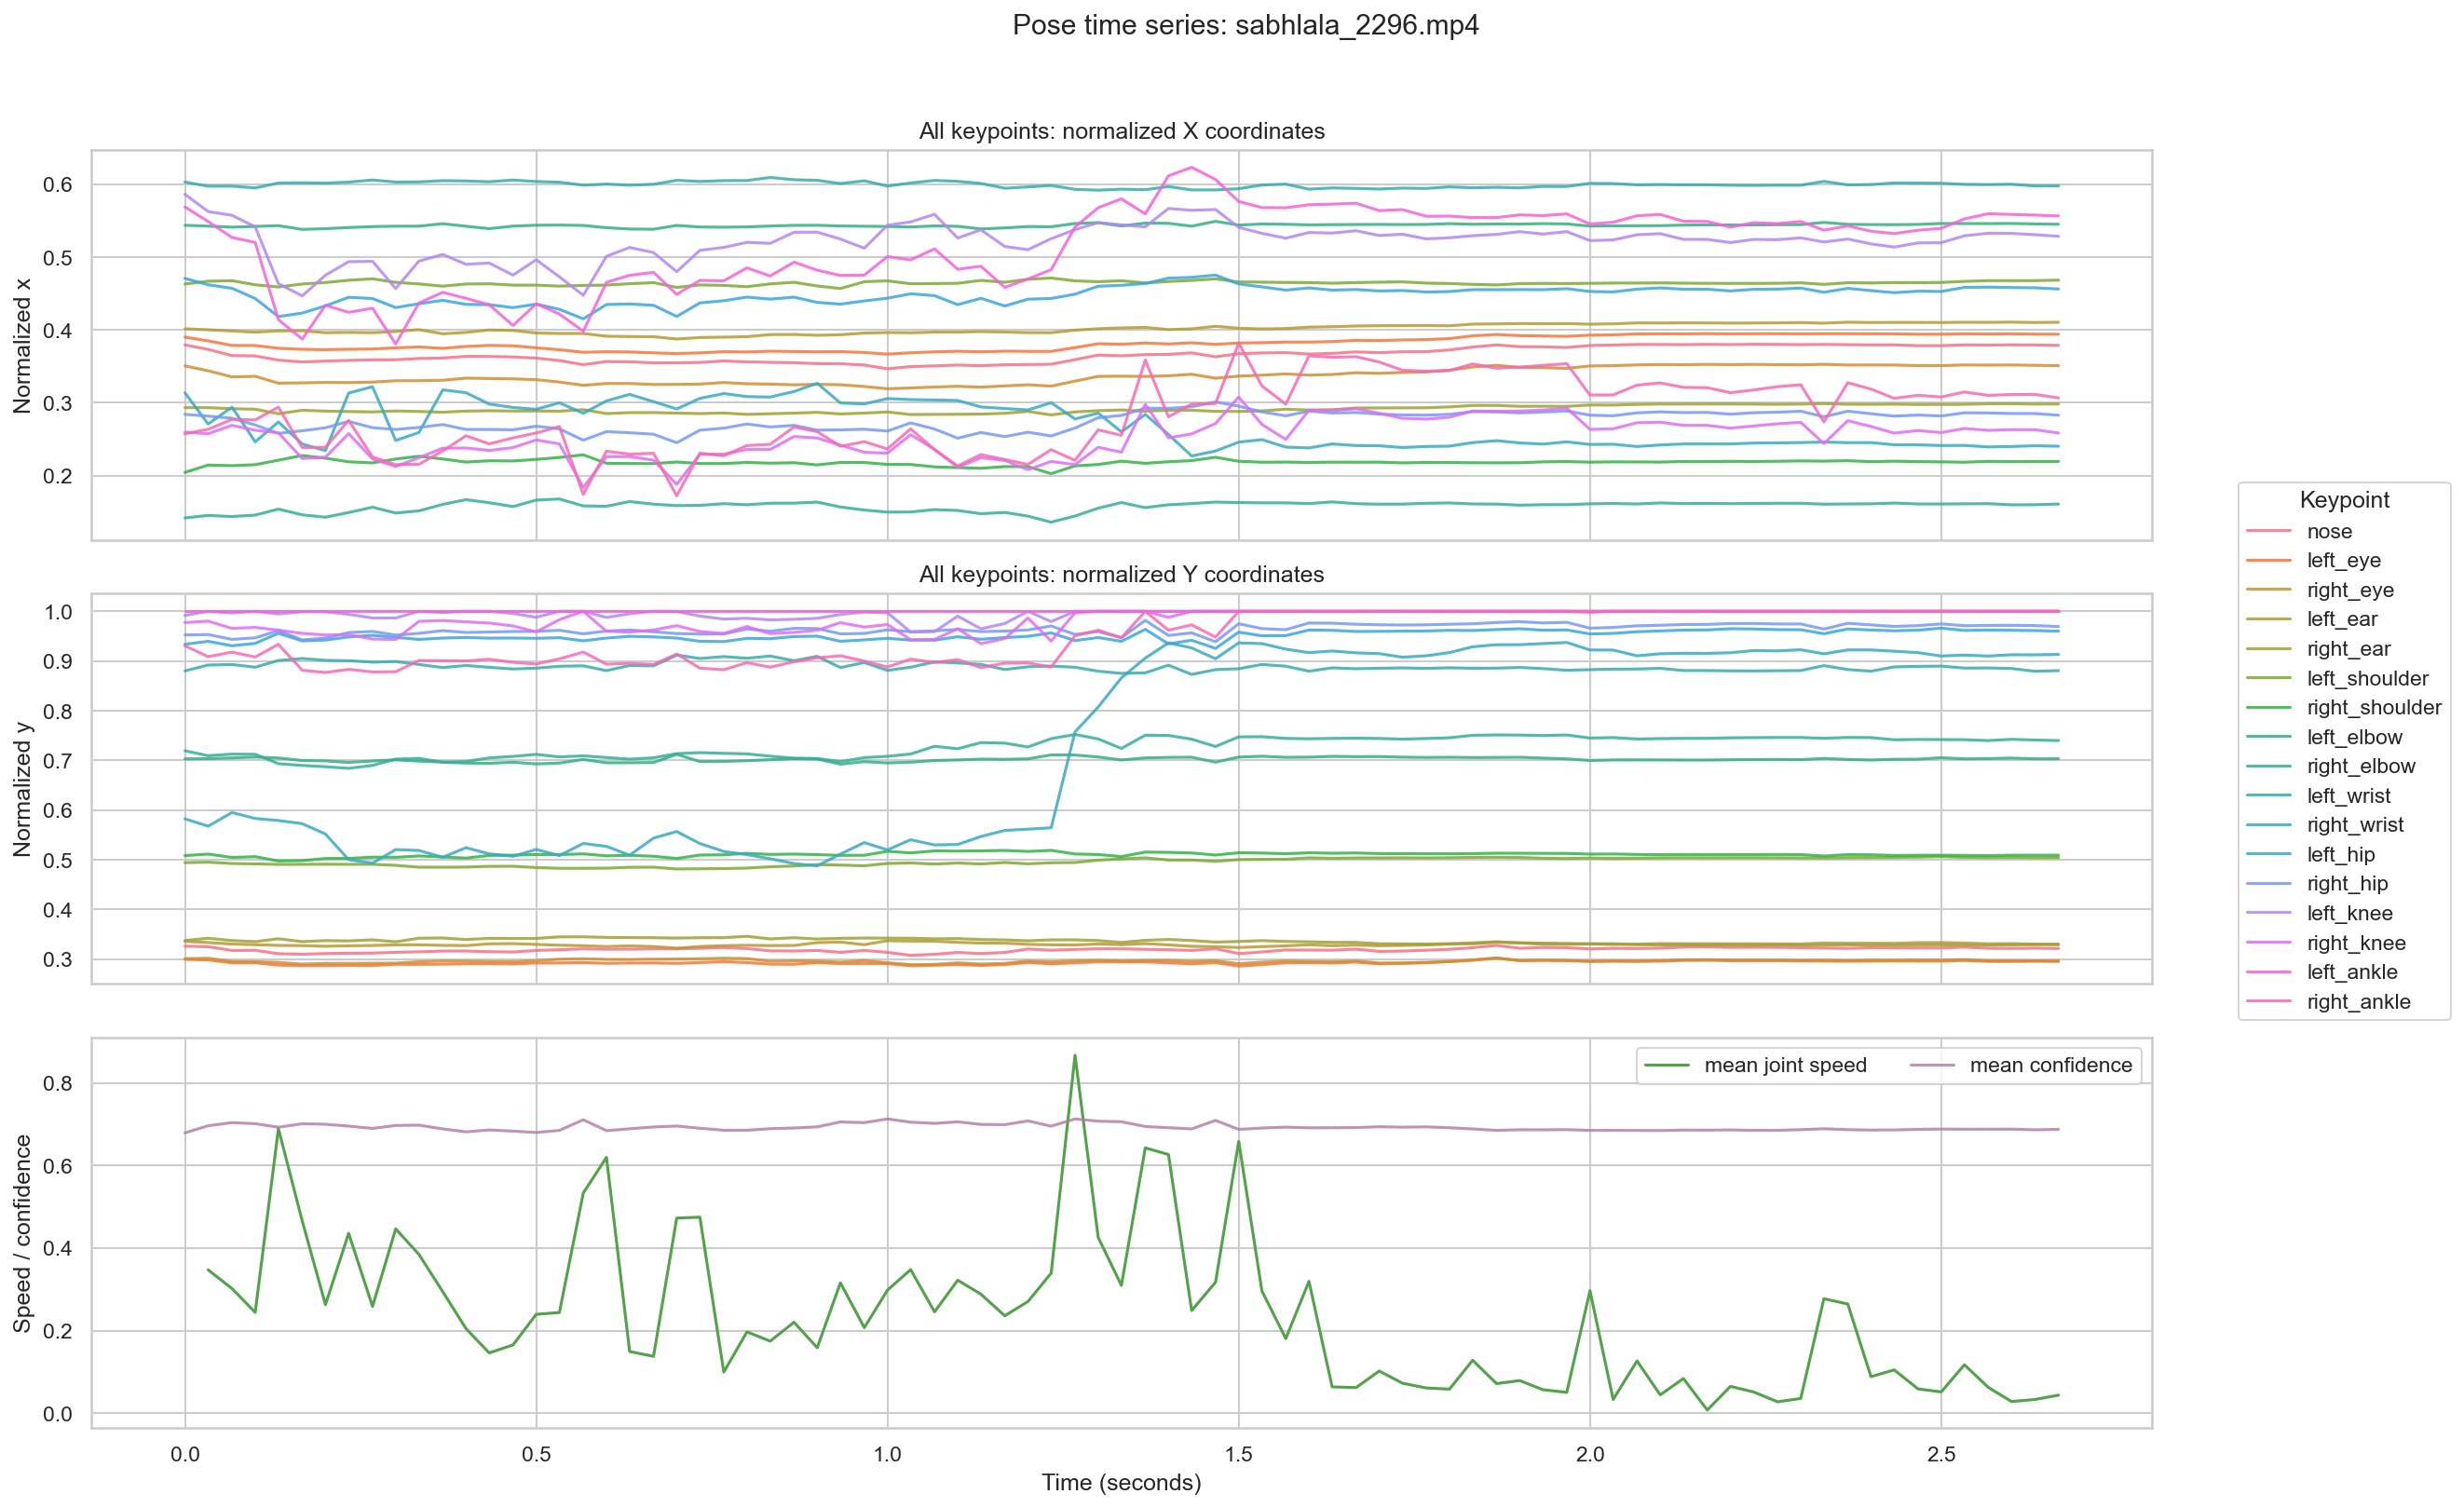 Pose time series: sabhlala_2296.mp4
All keypoints: normalized X coordinates
Normalized x
0.6
0.5
0.4
0.3
0.2
All keypoints: normalized Y coordinates
Normalized y
1.0
0.9
0.8
0.7
0.6
0.5
0.4
0.3
Keypoint
nose
left_eye
right_eye
left_ear
right_ear
left_shoulder
right_shoulder
left_elbow
right_elbow
left_wrist
right_wrist
left_hip
right_hip
left_knee
right_knee
left_ankle
right_ankle
mean joint speed mean confidence
Speed / confidence
0.8
0.6
0.4
0.2
0.0
0.0 0.5 1.0 1.5 2.0 2.5
Time (seconds)